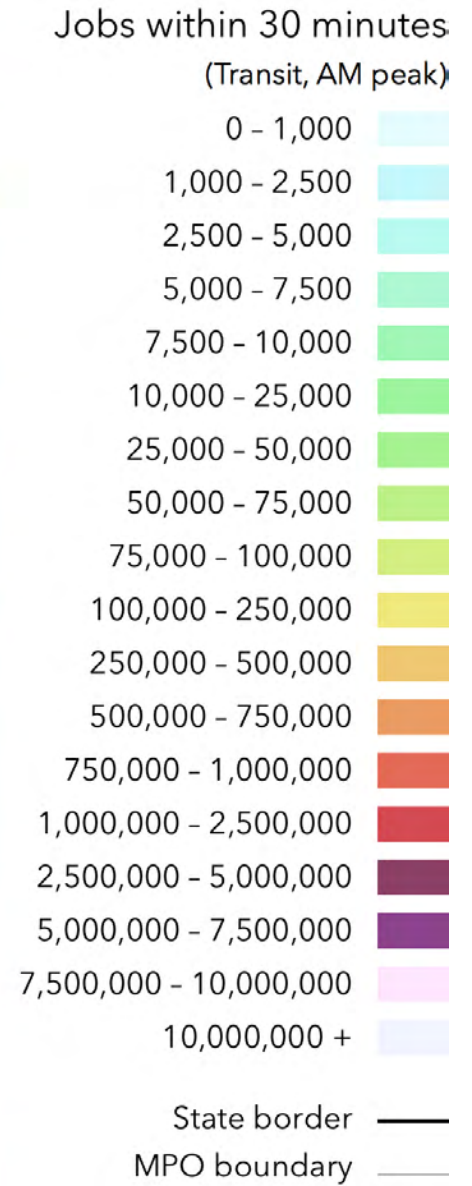 Jobs within 30 minutes
(Transit, AM peak)
0 – 1,000
1,000 – 2,500
2,500 – 5,000
5,000 – 7,500
7,500 – 10,000
10,000 – 25,000
25,000 – 50,000
50,000 – 75,000
75,000 – 100,000
100,000 – 250,000
250,000 – 500,000
500,000 – 750,000
750,000 – 1,000,000
1,000,000 – 2,500,000
2,500,000 – 5,000,000
5,000,000 – 7,500,000
7,500,000 – 10,000,000
10,000,000 +
State border
MPO boundary